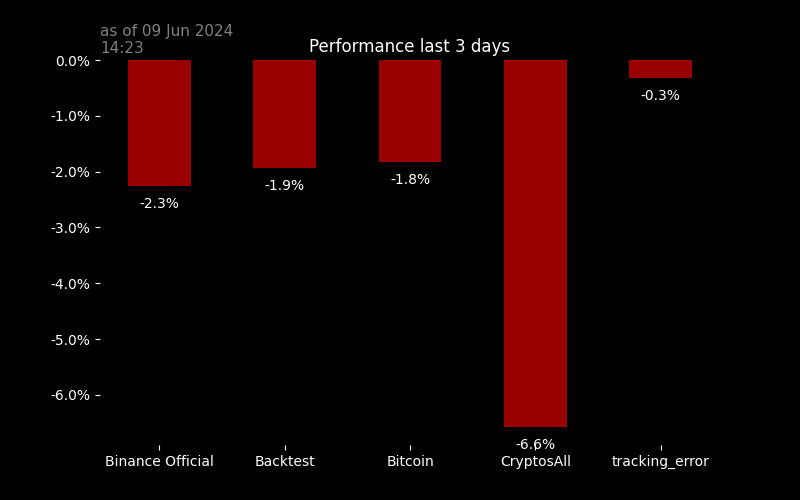 as of 09 Jun 2024
14:23
Performance last 3 days
0.0%
-1.0%
-2.0%
-3.0%
-4.0%
-5.0%
-6.0%
-2.3%
-1.9%
-1.8%
-6.6%
-0.3%
Binance Official
Backtest
Bitcoin
CryptosAll
tracking_error